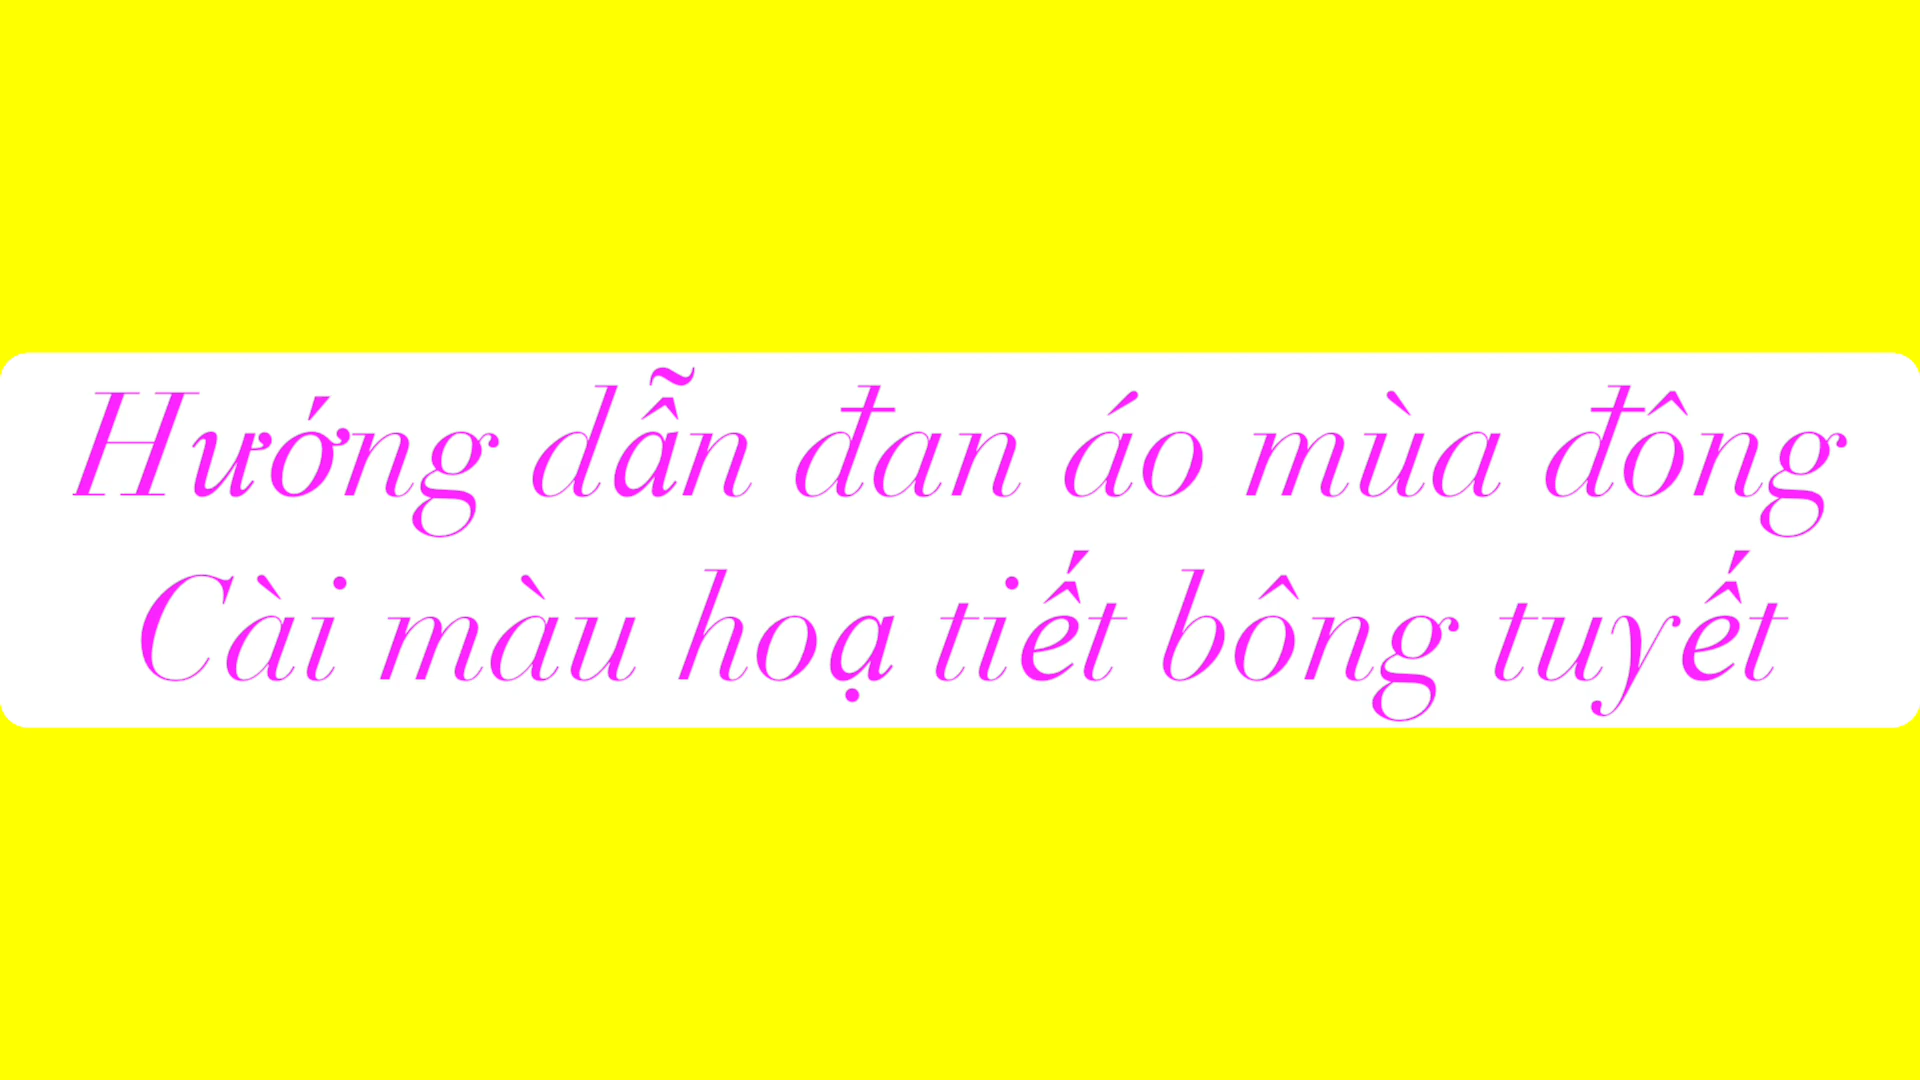 Hướng dẫn đan áo mùa đông
Cài màu hoạ tiết bông tuyết